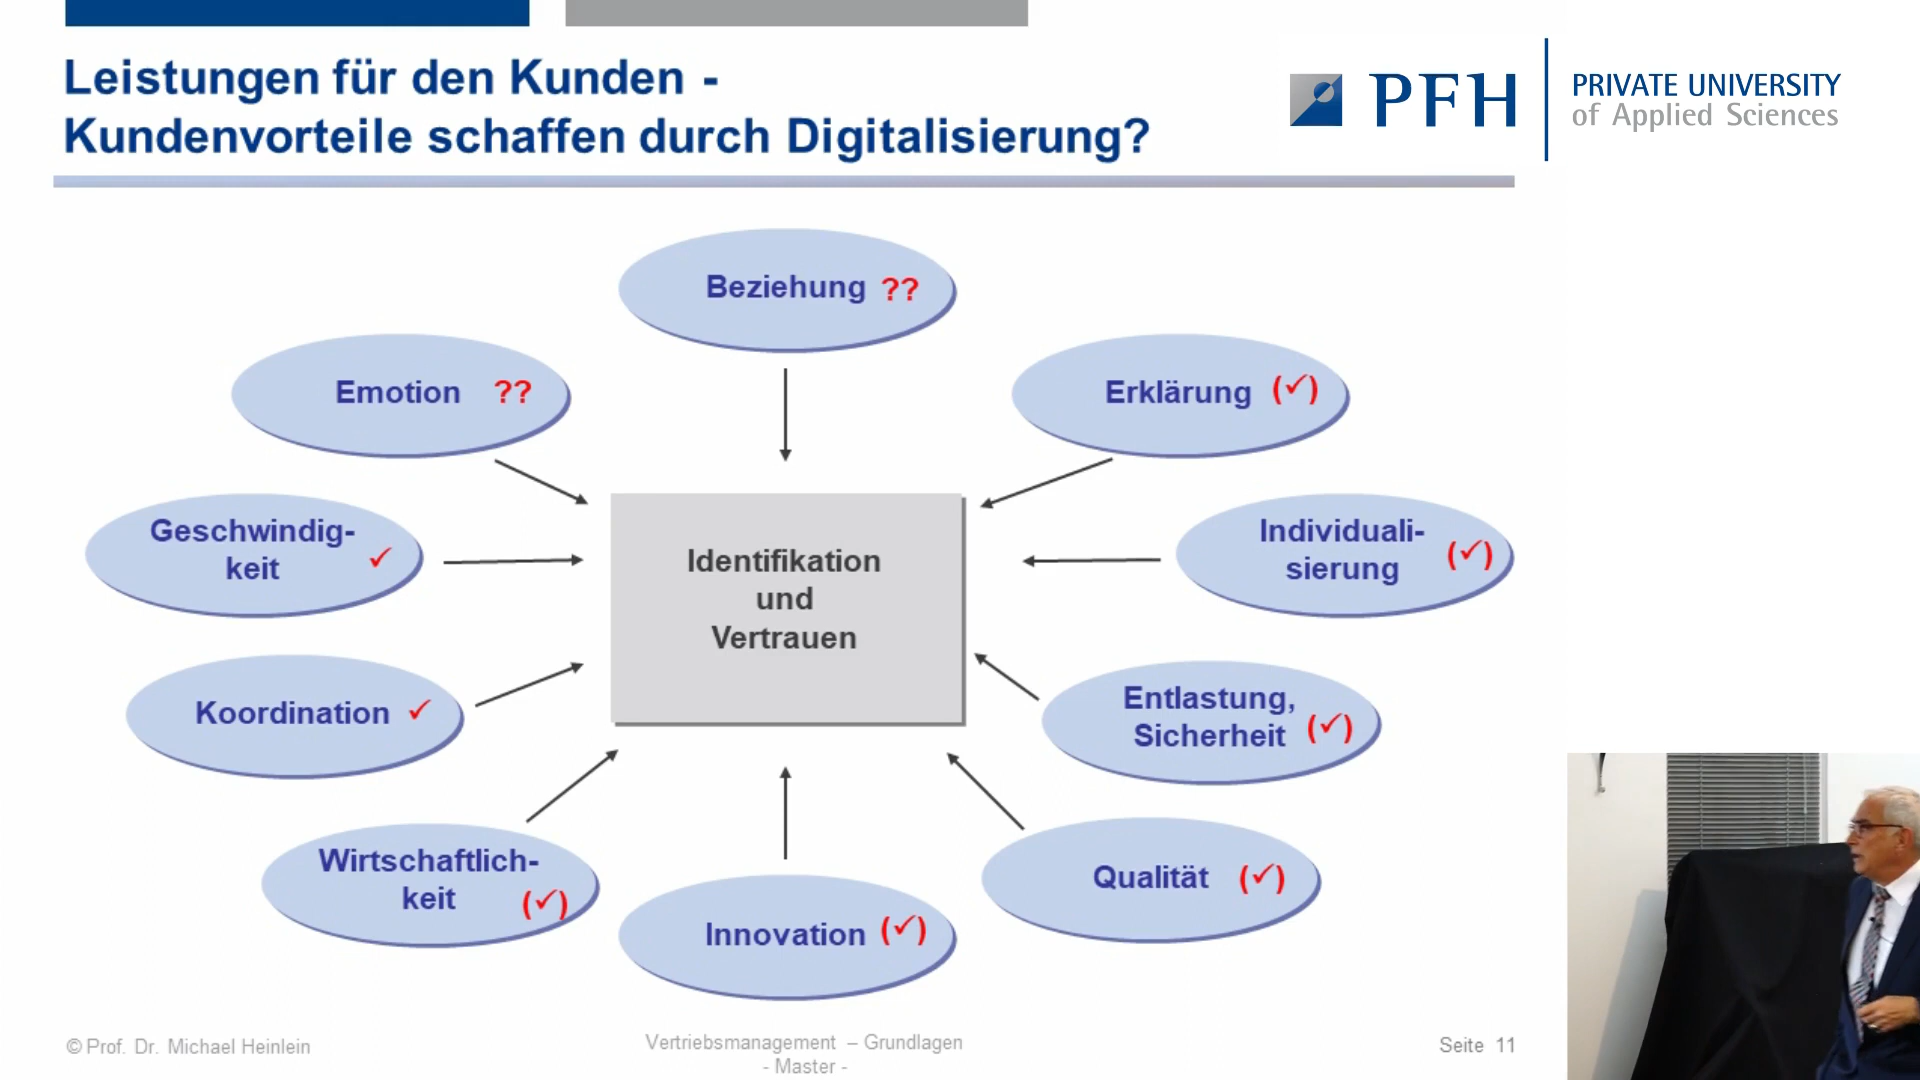 Leistungen für den Kunden -
Kundenvorteile schaffen durch Digitalisierung?
PFH
PRIVATE UNIVERSITY
of Applied Sciences
Beziehung ??
Emotion ??
Erklärung (✓)
Geschwindig-
keit ✓
Individuali-
sierung (✓)
Identifikation
und
Vertrauen
Koordination ✓
Entlastung,
Sicherheit (✓)
Wirtschaftlich-
keit (✓)
Innovation (✓)
Qualität (✓)
© Prof. Dr. Michael Heinlein
Vertriebsmanagement – Grundlagen
- Master -
Seite 11